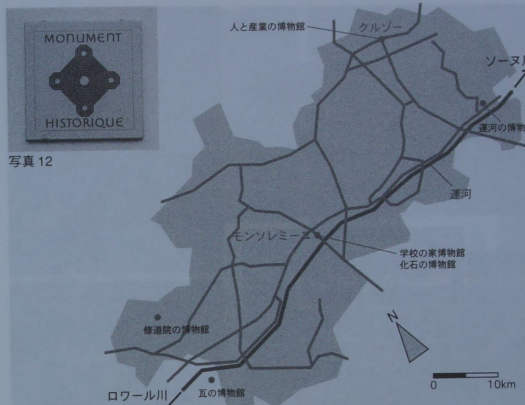 MONUMENT
HISTORIQUE
写真12
人と産業の博物館
クルゾー
ソーヌ川
運河の博物
運河
モンソレミーヌ
学校の家博物館
化石の博物館
修道院の博物館
瓦の博物館
ロワール川
N
0
10km